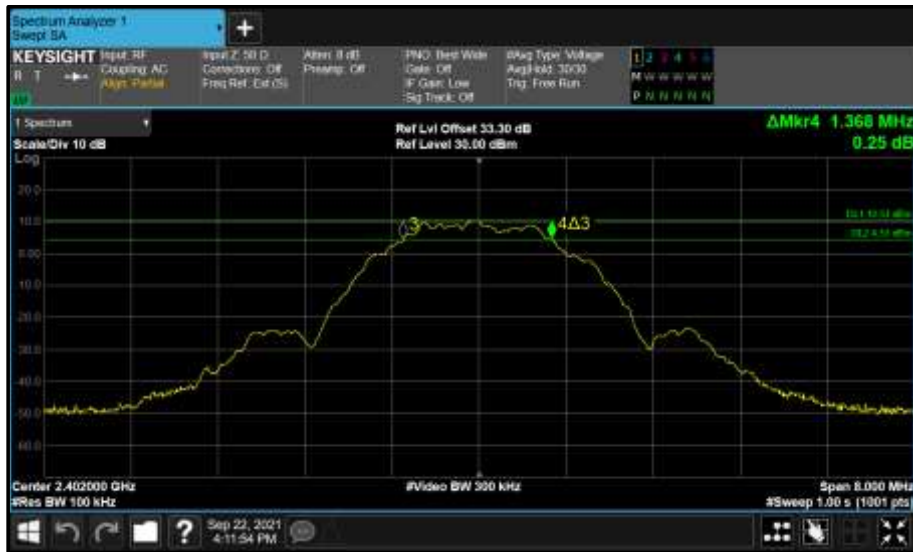 Spectrum Analyzer 1
Swept SA
+
KEYSIGHT
Input: RF
Coupling: AC
Align: Partial
Input Z: 50 Ω
Corrections: Off
Freq Ref: Ext (S)
Atten: 8 dB
Preamp: Off
PNO: Best Wide
Gate: Off
IF Gain: Low
Sig Track: Off
#Avg Type: Voltage
Avg|Hold: 30/30
Trig: Free Run
1 2 3 4 5 6
M W W W W W
P N N N N N
R T
1 Spectrum
Scale/Div 10 dB
Log
Ref Lvl Offset 33.30 dB
Ref Level 30.00 dBm
ΔMkr4 1.368 MHz
0.25 dB
20.0
10.0
0.00
-10.0
-20.0
-30.0
-40.0
-50.0
-60.0
3
4Δ3
Center 2.402000 GHz
#Res BW 100 kHz
#Video BW 300 kHz
Span 8.000 MHz
#Sweep 1.00 s (1001 pts)
?
Sep 22, 2021
4:11:54 PM